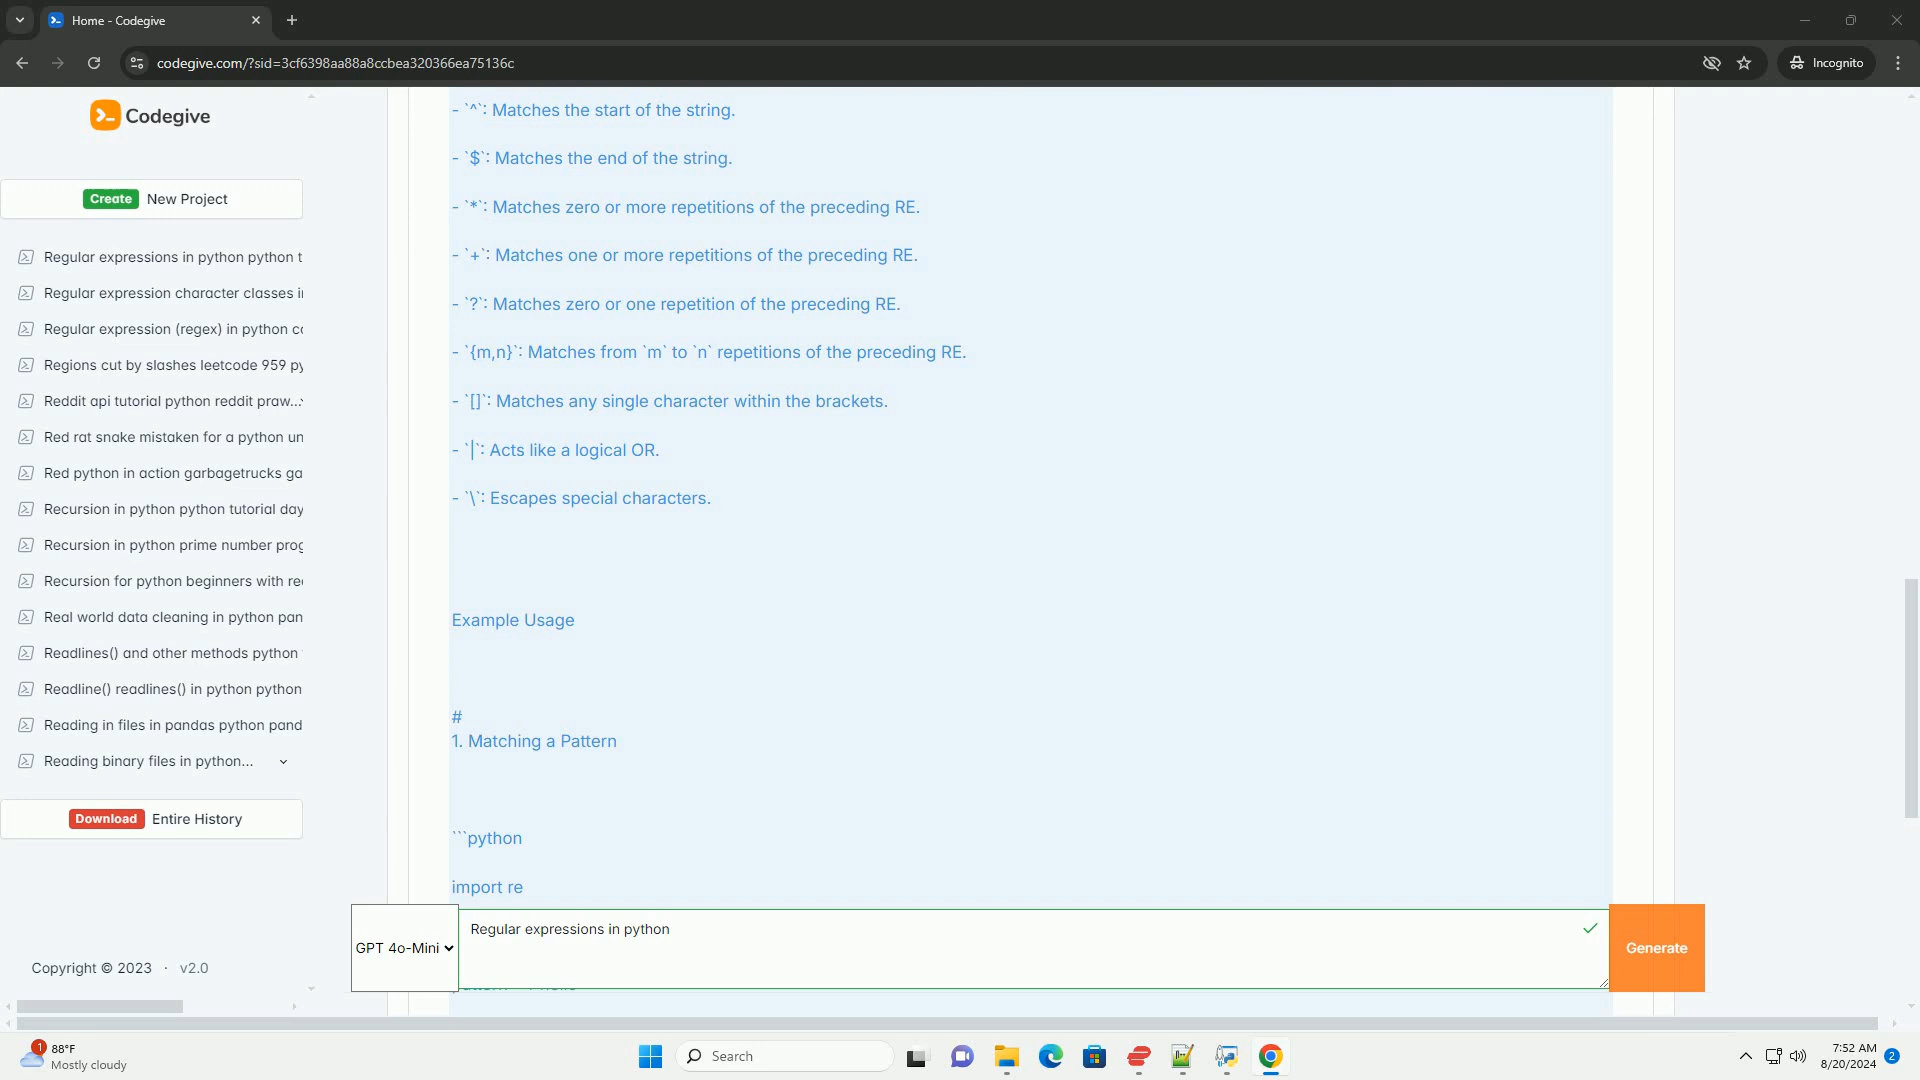 Home - Codegive
codegive.com/?sid=3cf6398aa88a8ccbea320366ea75136c
Incognito
Codegive
Create New Project
Regular expressions in python python t
Regular expression character classes i
Regular expression (regex) in python co
Regions cut by slashes leetcode 959 py
Reddit api tutorial python reddit praw...
Red rat snake mistaken for a python un
Red python in action garbagetrucks ga
Recursion in python python tutorial day
Recursion in python prime number prog
Recursion for python beginners with re
Real world data cleaning in python pan
Readlines() and other methods python
Readline() readlines() in python python
Reading in files in pandas python pand
Reading binary files in python...
Download Entire History
Copyright © 2023 · v2.0
- `^`: Matches the start of the string.
- `$`: Matches the end of the string.
- `*`: Matches zero or more repetitions of the preceding RE.
- `+`: Matches one or more repetitions of the preceding RE.
- `?`: Matches zero or one repetition of the preceding RE.
- `{m,n}`: Matches from `m` to `n` repetitions of the preceding RE.
- `[]`: Matches any single character within the brackets.
- `|`: Acts like a logical OR.
- `\`: Escapes special characters.
Example Usage
#
1. Matching a Pattern
```python
import re
GPT 4o-Mini
Regular expressions in python
Generate
1
88°F
Mostly cloudy
Search
7:52 AM
8/20/2024
2